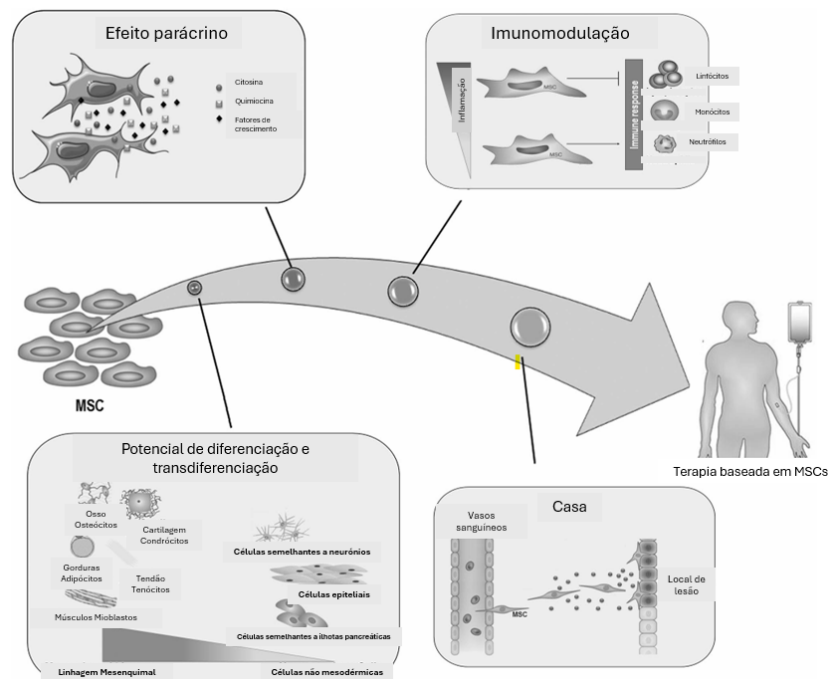 Efeito parácrino
Citosina
Quimiocina
Fatores de
crescimento
Imunomodulação
Inflamação
MSC
MSC
Immune response
Linfócitos
Monócitos
Neutrófilos
MSC
Terapia baseada em MSCs
Potencial de diferenciação e
transdiferenciação
Osso
Osteócitos
Cartilagem
Condrócitos
Gorduras
Adipócitos
Tendão
Tenócitos
Músculos Mioblastos
Células semelhantes a neurónios
Células epiteliais
Células semelhantes a ilhotas pancreáticas
Linhagem Mesenquimal
Células não mesodérmicas
Casa
Vasos
sanguíneos
MSC
Local de
lesão